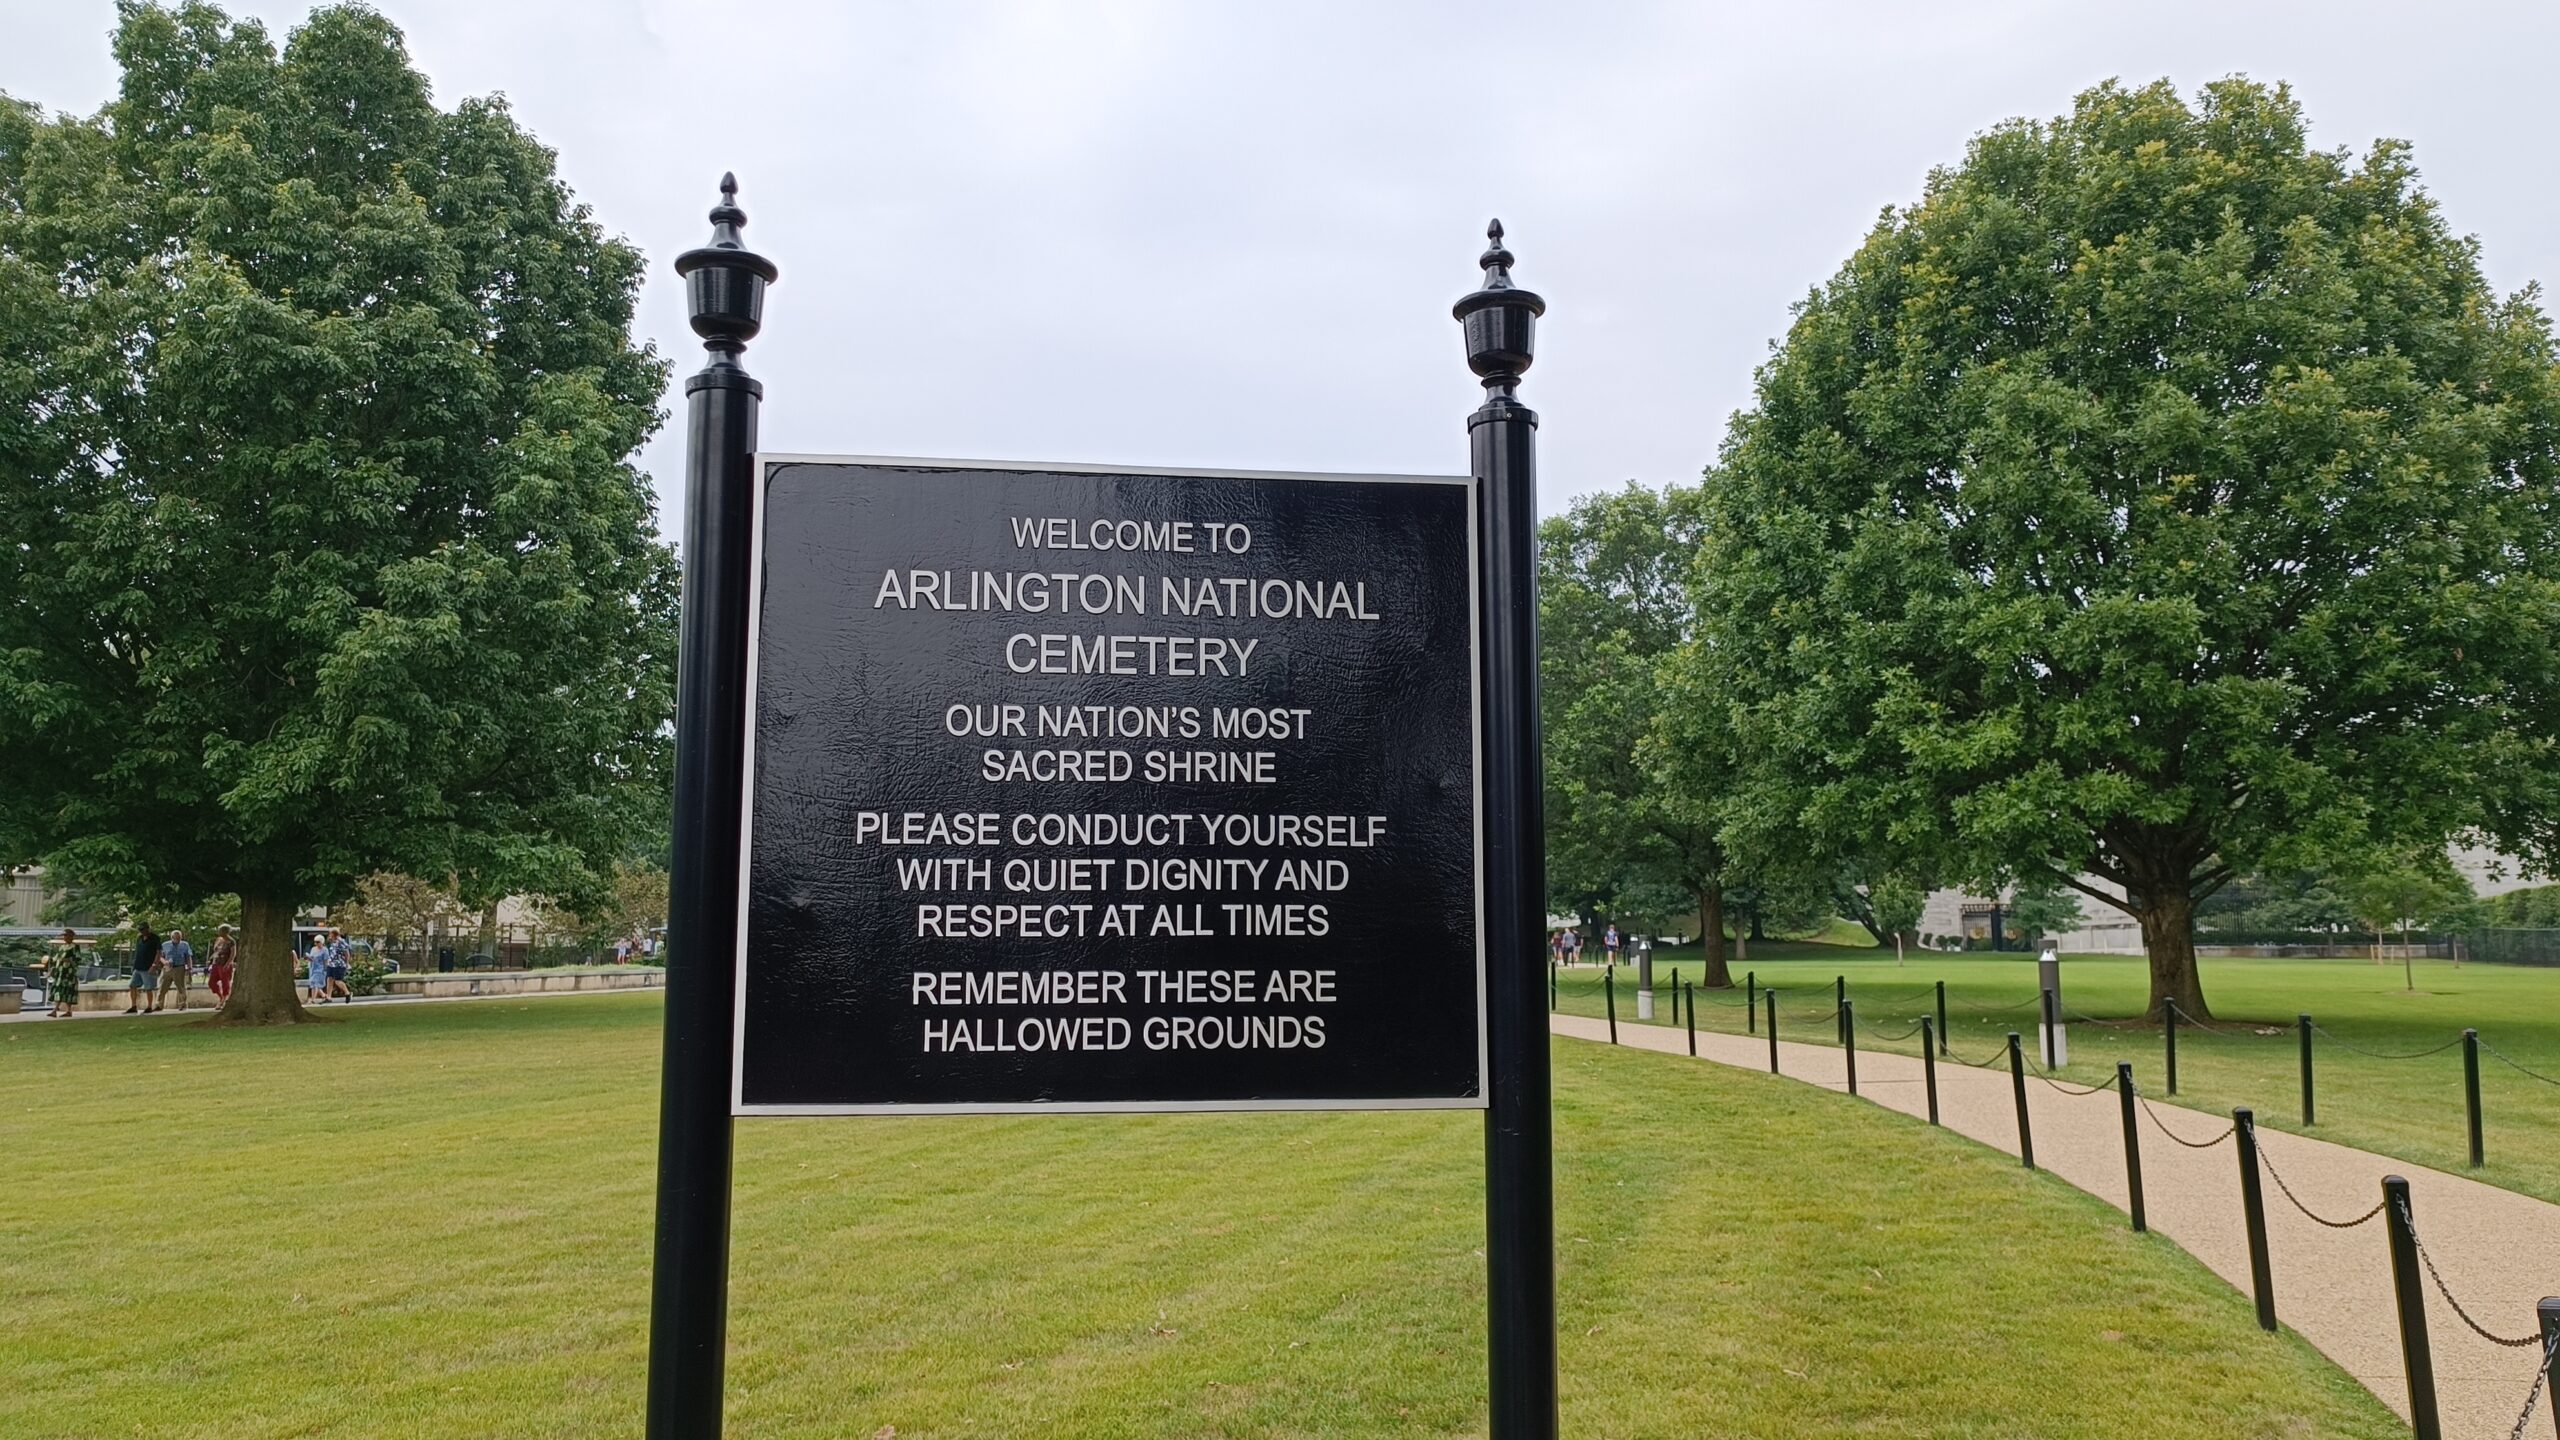 WELCOME TO
ARLINGTON NATIONAL
CEMETERY
OUR NATION'S MOST
SACRED SHRINE
PLEASE CONDUCT YOURSELF
WITH QUIET DIGNITY AND
RESPECT AT ALL TIMES
REMEMBER THESE ARE
HALLOWED GROUNDS